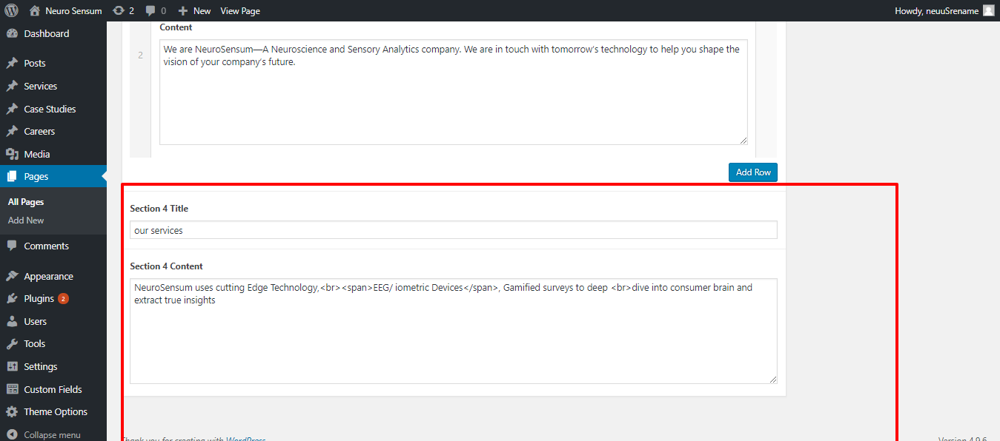 Neuro Sensum 2 0 New View Page Howdy, neuuSrename
Dashboard
Posts
Services
Case Studies
Careers
Media
Pages
All Pages
Add New
Comments
Appearance
Plugins 2
Users
Tools
Settings
Custom Fields
Theme Options
Collapse menu
Content
2
We are NeuroSensum—A Neuroscience and Sensory Analytics company. We are in touch with tomorrow's technology to help you shape the
vision of your company's future.
Add Row
Section 4 Title
our services
Section 4 Content
NeuroSensum uses cutting Edge Technology,<br><span>EEG/ iometric Devices</span>, Gamified surveys to deep <br>dive into consumer brain and
extract true insights
Thank you for creating with WordPress
Version 4.9.6